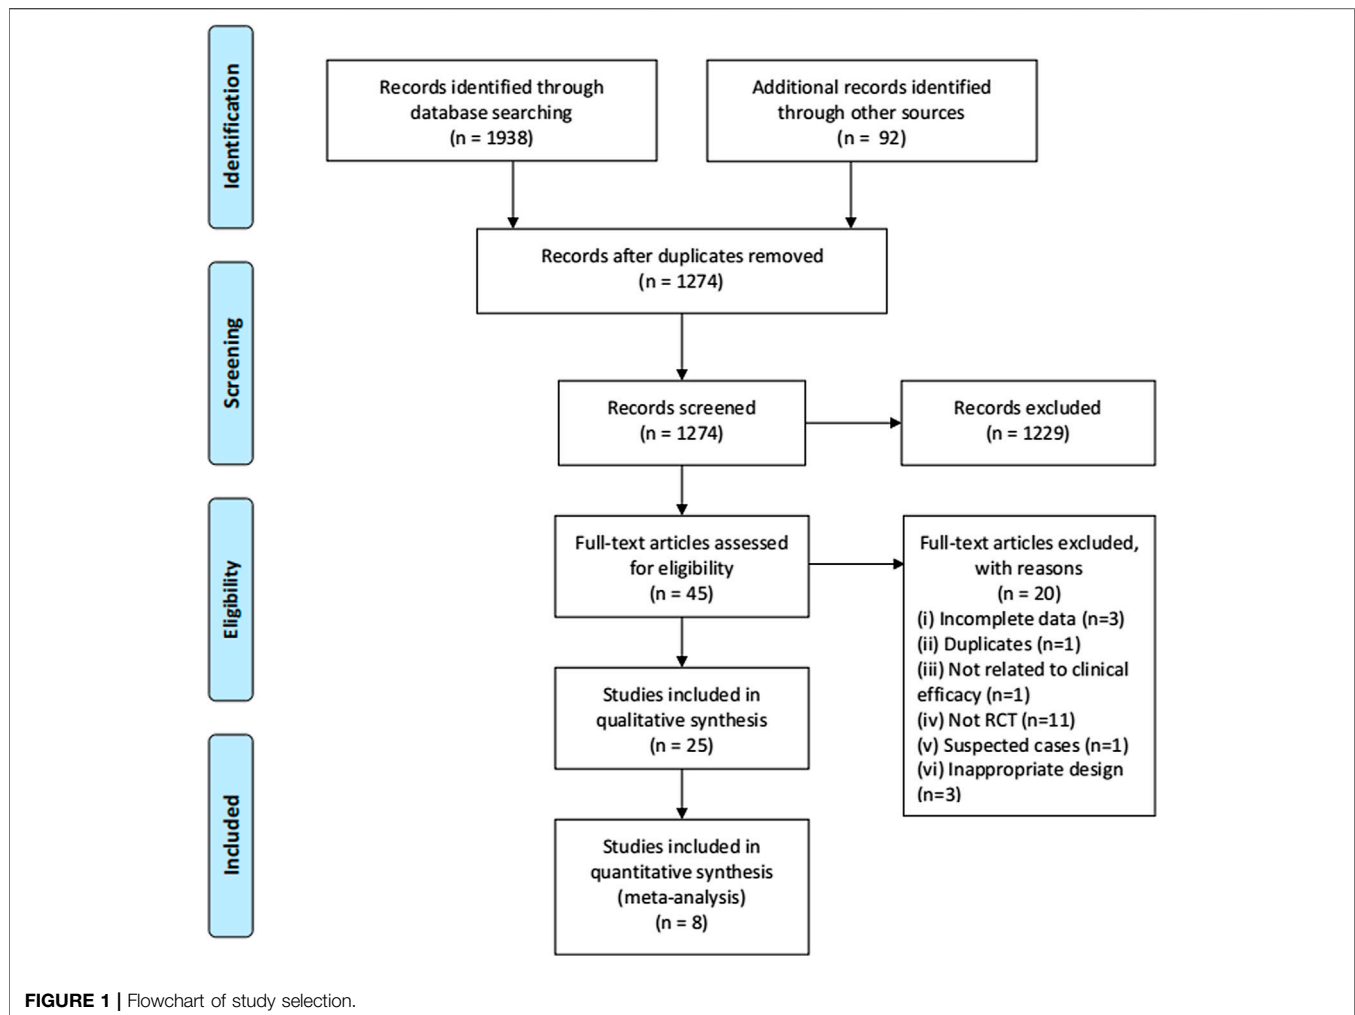 Identification
Records identified through
database searching
(n = 1938)
Additional records identified
through other sources
(n = 92)
Records after duplicates removed
(n = 1274)
Screening
Records screened
(n = 1274)
Records excluded
(n = 1229)
Eligibility
Full-text articles assessed
for eligibility
(n = 45)
Full-text articles excluded,
with reasons
(n = 20)
(i) Incomplete data (n=3)
(ii) Duplicates (n=1)
(iii) Not related to clinical
efficacy (n=1)
(iv) Not RCT (n=11)
(v) Suspected cases (n=1)
(vi) Inappropriate design
(n=3)
Studies included in
qualitative synthesis
(n = 25)
Included
Studies included in
quantitative synthesis
(meta-analysis)
(n = 8)
FIGURE 1 | Flowchart of study selection.